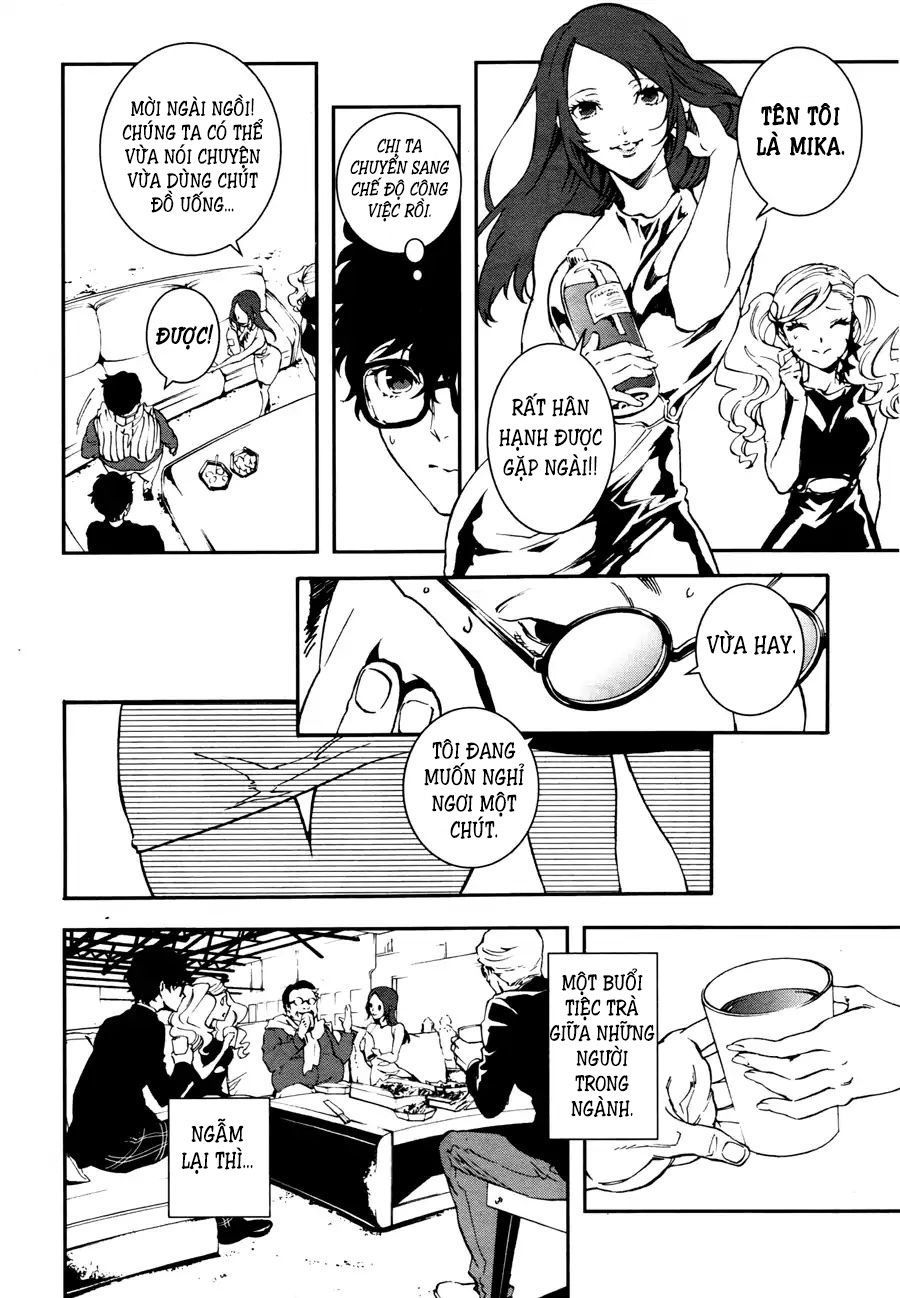 TÊN TÔI
LÀ MIKA.
RẤT HÂN
HẠNH ĐƯỢC
GẶP NGÀI!!
CHỊ TA
CHUYỂN SANG
CHẾ ĐỘ CÔNG
VIỆC RỒI.
MỜI NGÀI NGỒI!
CHÚNG TA CÓ THỂ
VỪA NÓI CHUYỆN
VỪA DÙNG CHÚT
ĐỒ UỐNG...
ĐƯỢC!
VỪA HAY.
TÔI ĐANG
MUỐN NGHỈ
NGƠI MỘT
CHÚT.
MỘT BUỔI
TIỆC TRÀ
GIỮA NHỮNG
NGƯỜI
TRONG
NGÀNH.
NGẪM
LẠI THÌ...